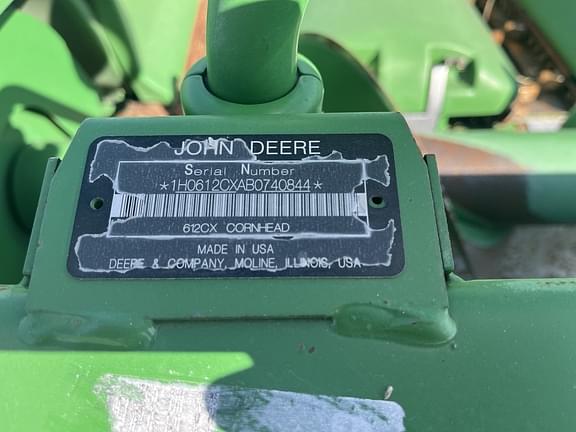 JOHN DEERE
Serial Number
*1H0612CXAB0740844*
612CX CORNHEAD
MADE IN USA
DEERE & COMPANY, MOLINE, ILLINOIS, USA